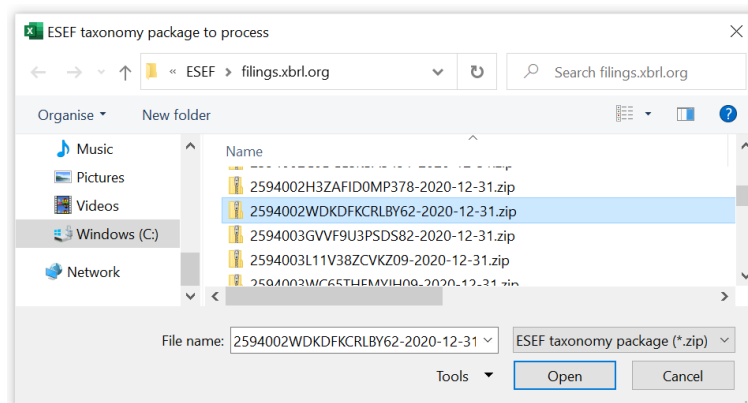 ESEF taxonomy package to process
« ESEF > filings.xbrl.org
Search filings.xbrl.org
Organise
New folder
Music
Pictures
Videos
Windows (C:)
Network
Name
2594002H3ZAFID0MP378-2020-12-31.zip
2594002WDKDFKCRLBY62-2020-12-31.zip
2594003GVVF9U3PSDS82-2020-12-31.zip
2594003L11V38ZCVKZ09-2020-12-31.zip
File name: 2594002WDKDFKCRLBY62-2020-12-31
ESEF taxonomy package (*.zip)
Tools
Open
Cancel